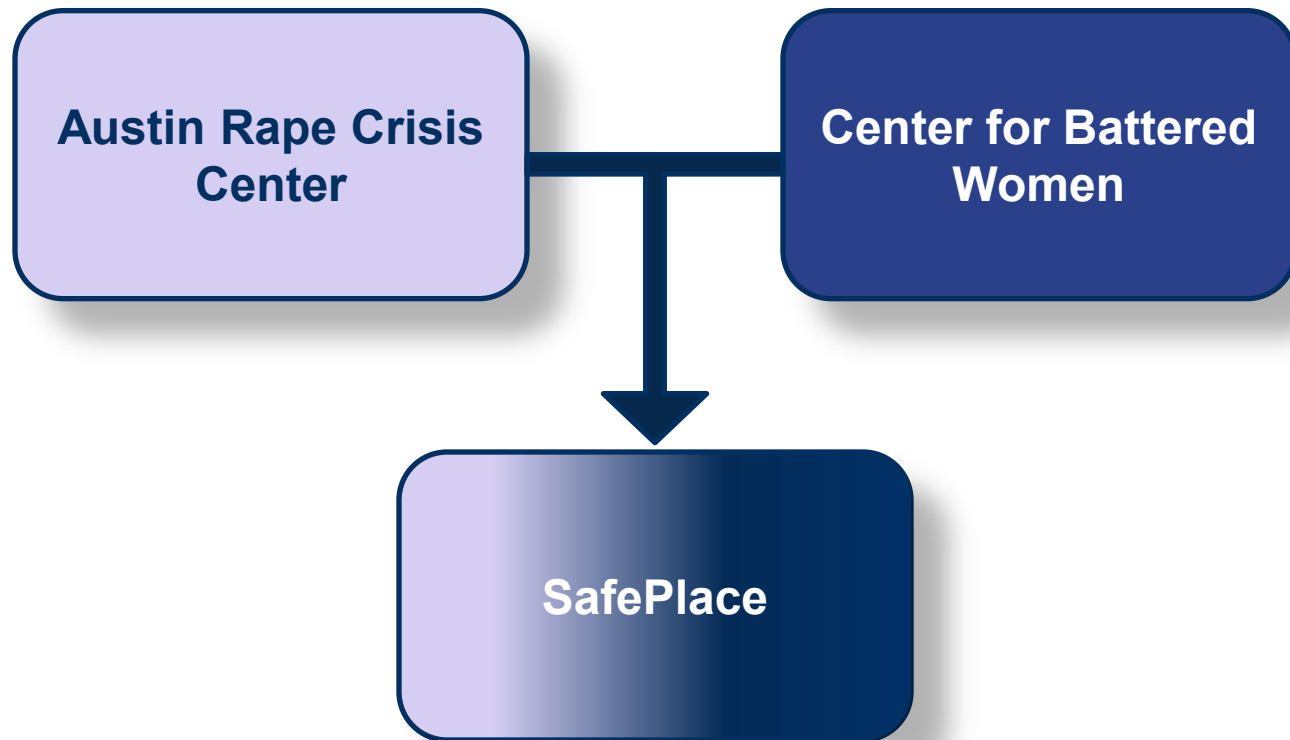 Austin Rape Crisis
Center
Center for Battered
Women
SafePlace